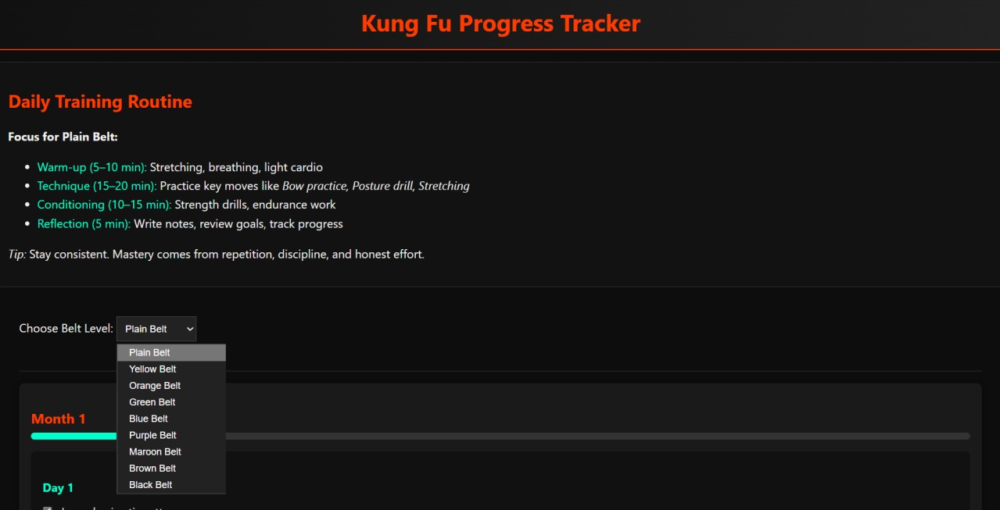 Kung Fu Progress Tracker
Daily Training Routine
Focus for Plain Belt:
Warm-up (5–10 min): Stretching, breathing, light cardio
Technique (15–20 min): Practice key moves like Bow practice, Posture drill, Stretching
Conditioning (10–15 min): Strength drills, endurance work
Reflection (5 min): Write notes, review goals, track progress
Tip: Stay consistent. Mastery comes from repetition, discipline, and honest effort.
Choose Belt Level: Plain Belt
Plain Belt
Yellow Belt
Orange Belt
Green Belt
Blue Belt
Purple Belt
Maroon Belt
Brown Belt
Black Belt
Month 1
Day 1